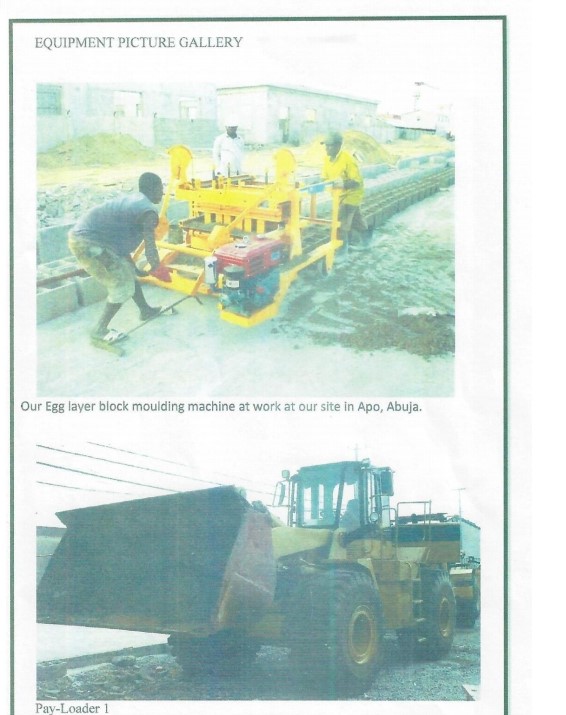 EQUIPMENT PICTURE GALLERY
Our Egg layer block moulding machine at work at our site in Apo, Abuja.
Pay-Loader 1